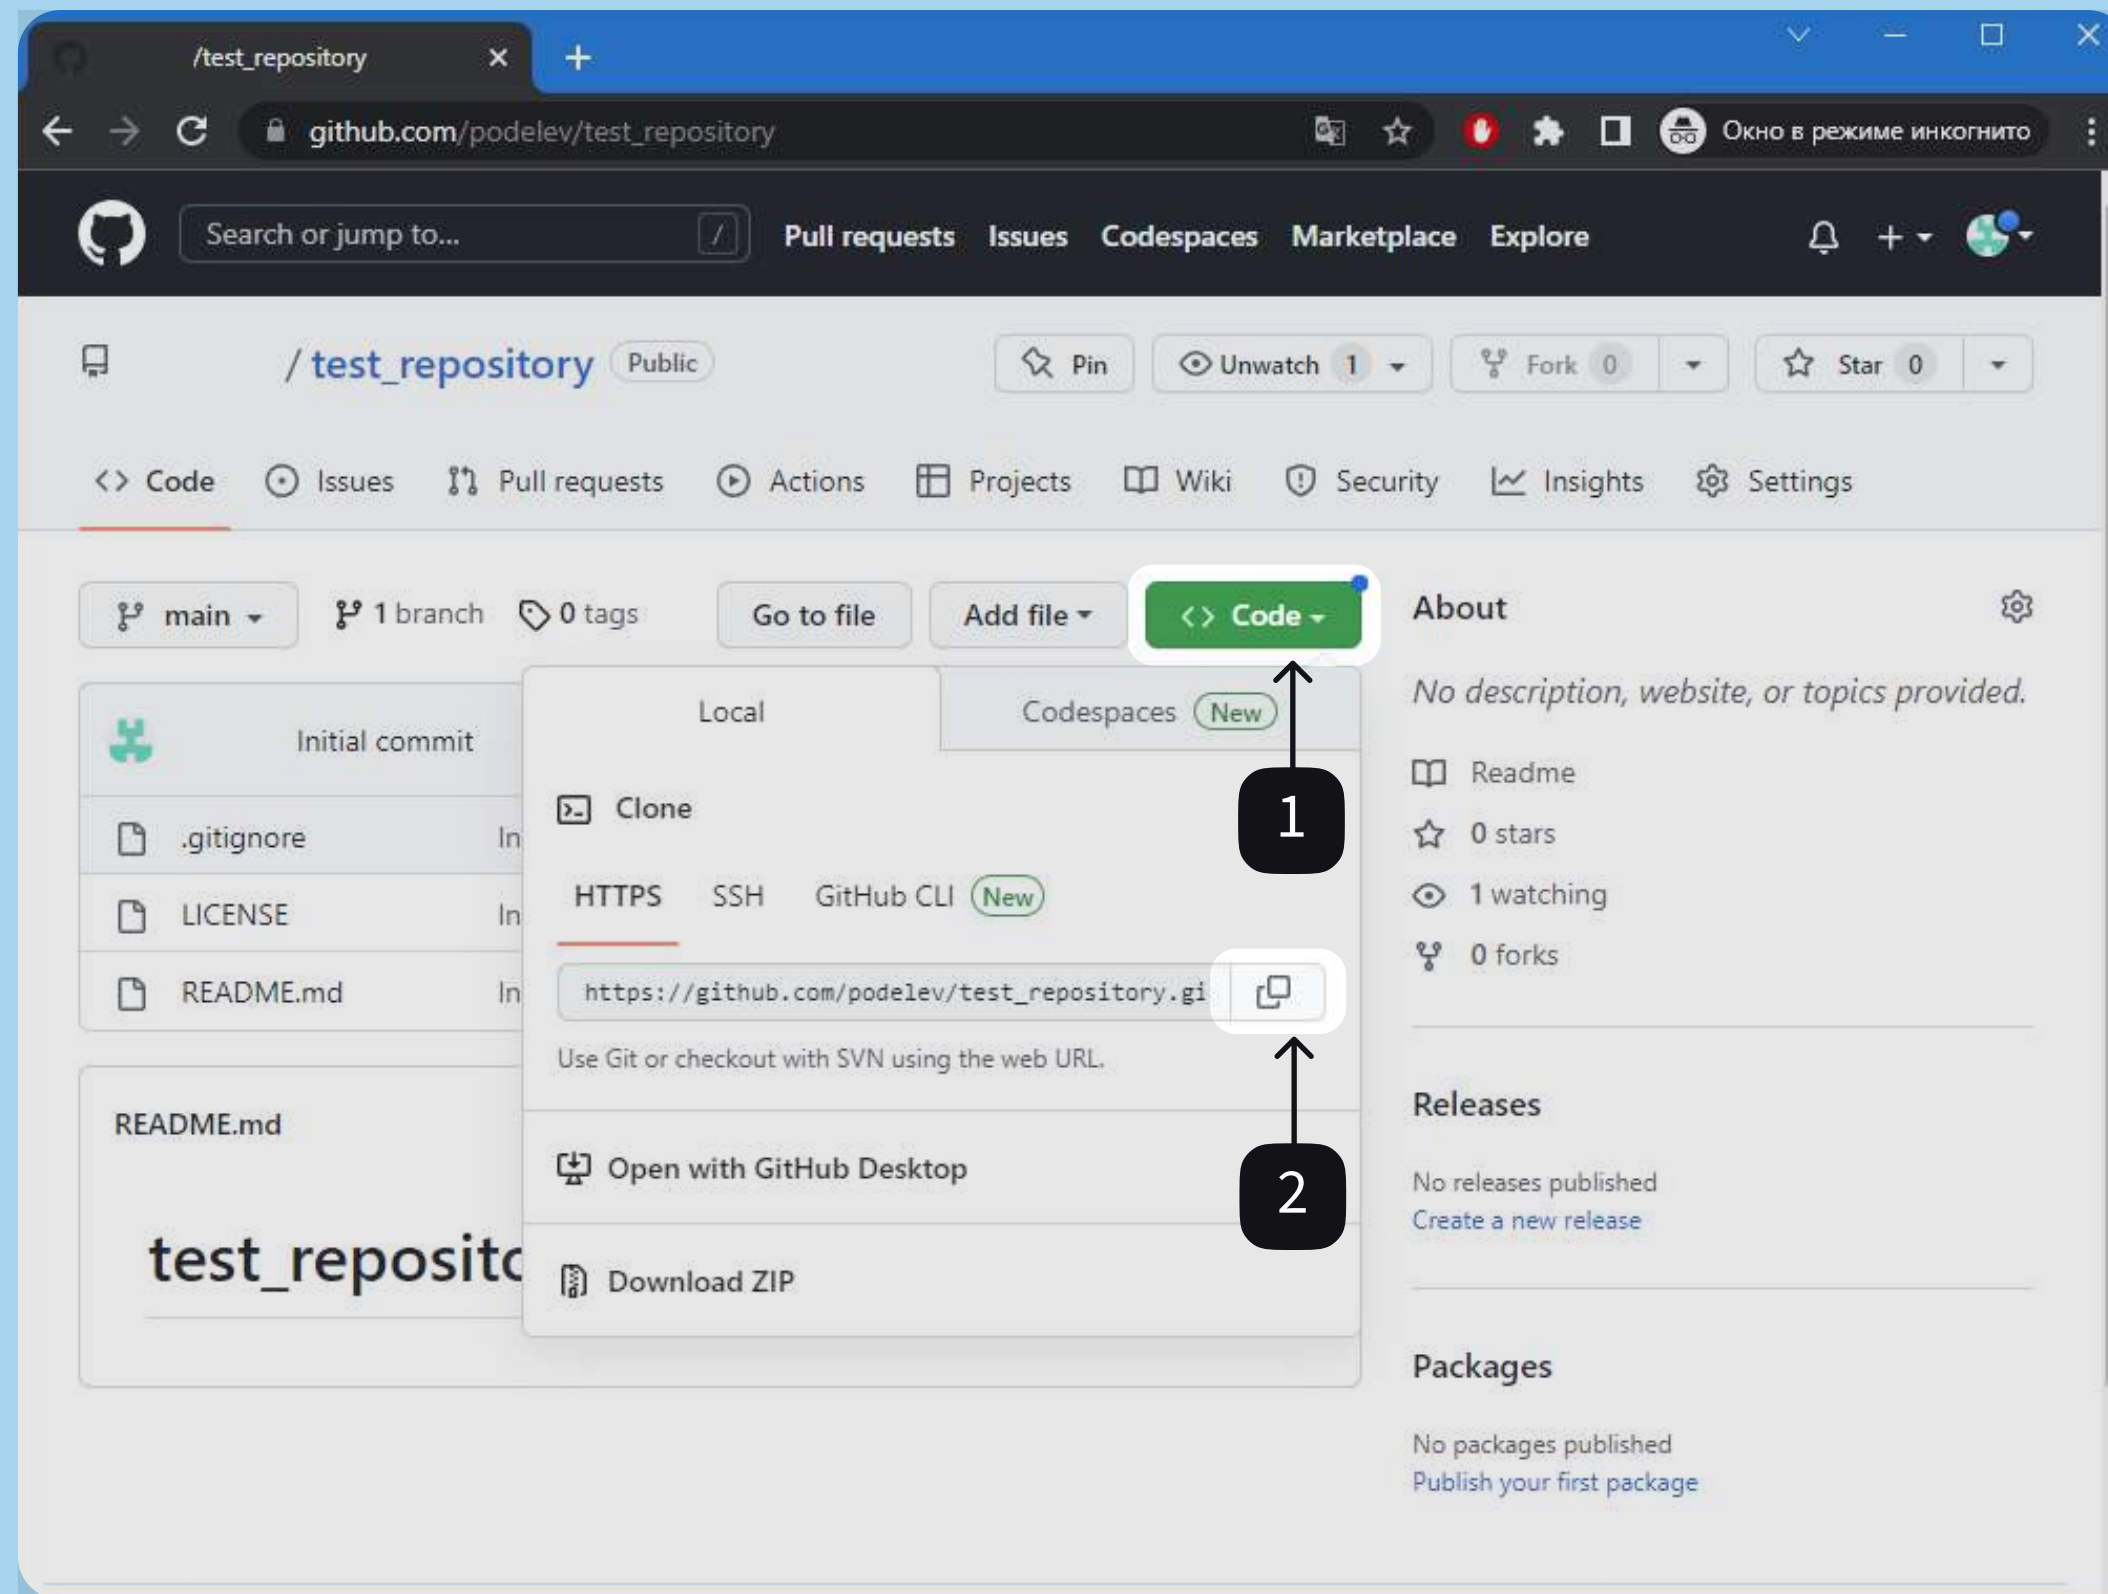 /test_repository
github.com/podelev/test_repository
Окно в режиме инкогнито
Search or jump to...
/
Pull requests Issues Codespaces Marketplace Explore
/ test_repository Public
Pin
Unwatch 1
Fork 0
Star 0
Code Issues Pull requests Actions Projects Wiki Security Insights Settings
main 1 branch 0 tags
Go to file
Add file
<> Code
Initial commit
.gitignore In
LICENSE In
README.md In
README.md
test_reposito
Local
Codespaces New
Clone
HTTPS SSH GitHub CLI New
https://github.com/podelev/test_repository.gi
Use Git or checkout with SVN using the web URL.
Open with GitHub Desktop
Download ZIP
1
2
About
No description, website, or topics provided.
Readme
0 stars
1 watching
0 forks
Releases
No releases published
Create a new release
Packages
No packages published
Publish your first package